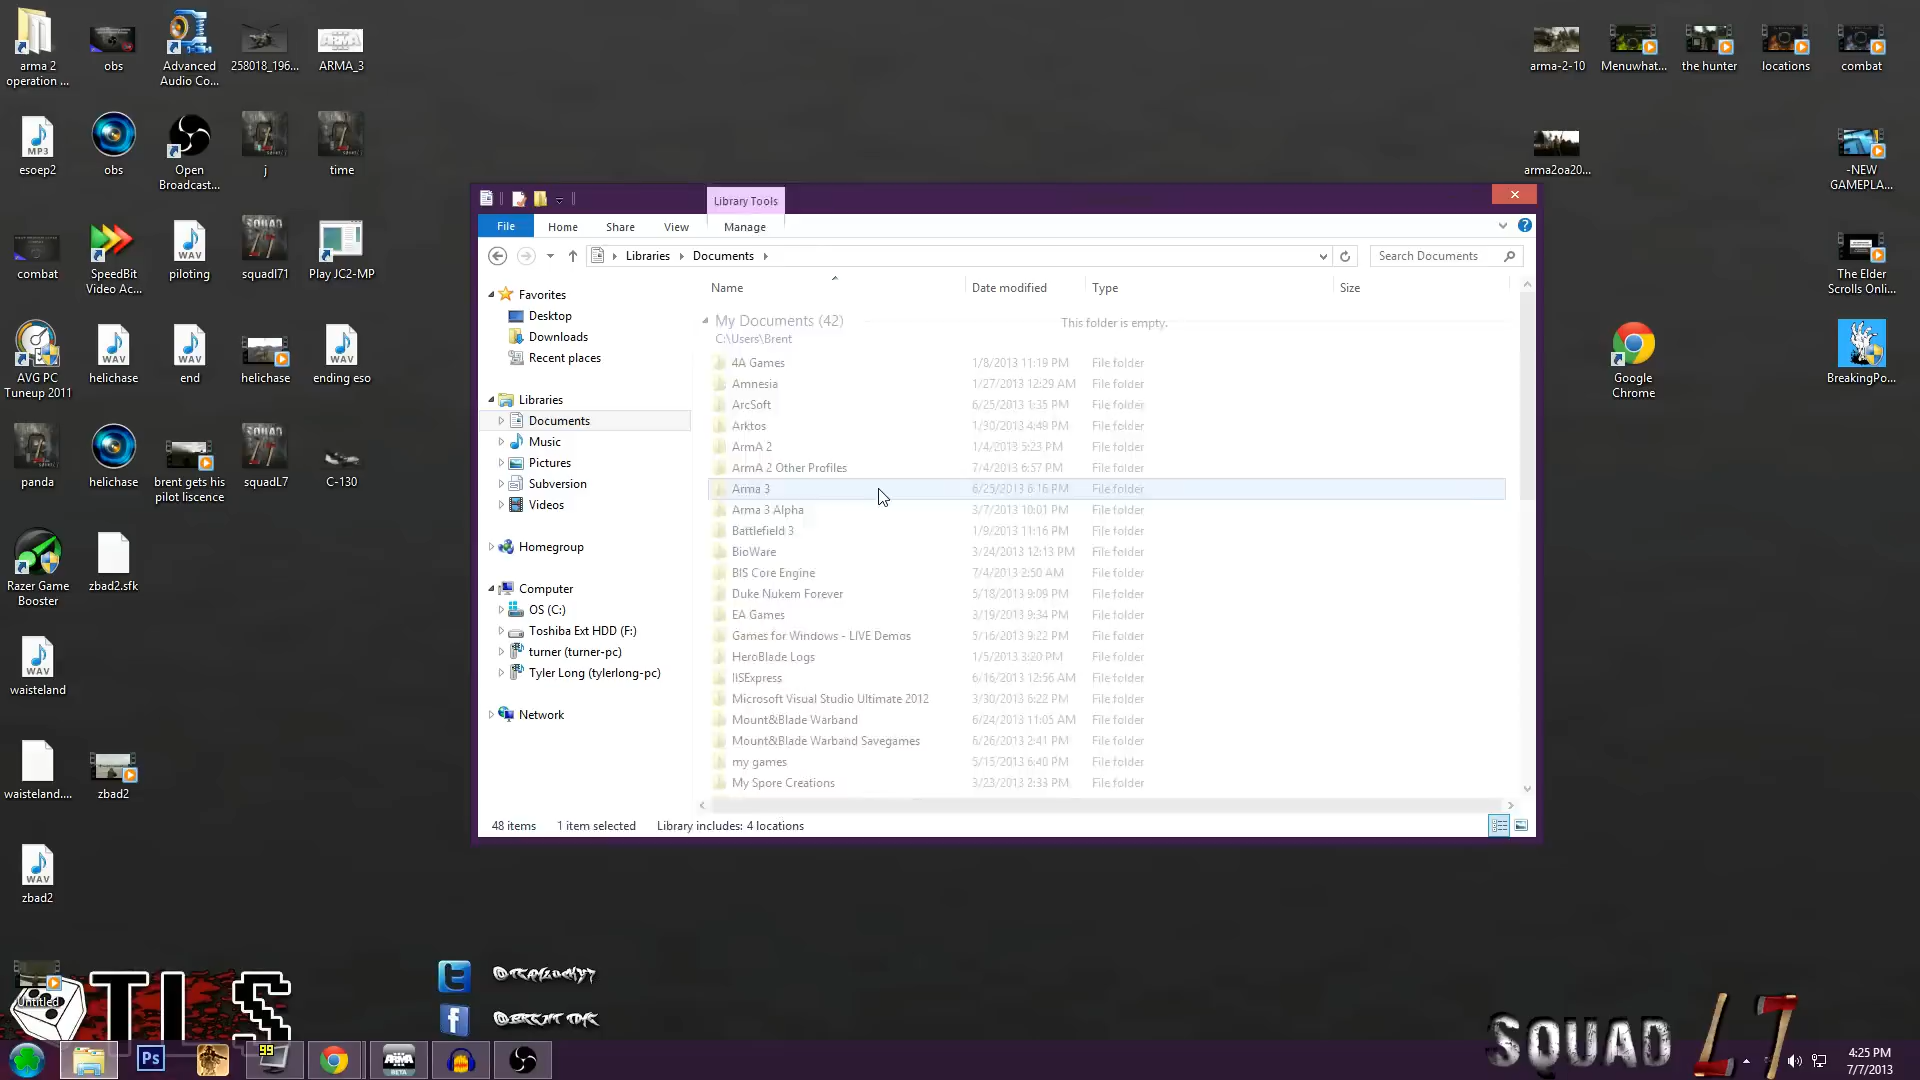 arma 2
operation ...
obs
Advanced
Audio Co...
258018_196...
ARMA_3
arma-2-10
Menuwhat...
the hunter
locations
combat
MP3
esoep2
obs
Open
Broadcast...
j
time
arma2oa20...
-NEW
GAMEPLA...
combat
SpeedBit
Video Ac...
WAV
piloting
SQUAD
squadl71
Play JC2-MP
The Elder
Scrolls Onli...
AVG PC
Tuneup 2011
WAV
helichase
WAV
end
helichase
WAV
ending eso
Google
Chrome
BreakingPo...
panda
helichase
brent gets his
pilot liscence
SQUAD
squadL7
C-130
Razer Game
Booster
zbad2.sfk
WAV
waisteland
waisteland....
zbad2
WAV
zbad2
Untitled
TLS
Library Tools
File
Home
Share
View
Manage
Libraries
Documents
Search Documents
Favorites
Desktop
Downloads
Recent places
Libraries
Documents
Music
Pictures
Subversion
Videos
Homegroup
Computer
OS (C:)
Toshiba Ext HDD (F:)
turner (turner-pc)
Tyler Long (tylerlong-pc)
Network
Name
Date modified
Type
Size
My Documents (42)
This folder is empty.
C:\Users\Brent
4A Games 1/8/2013 11:19 PM File folder
Amnesia 1/27/2013 12:29 AM File folder
ArcSoft 6/25/2013 1:35 PM File folder
Arktos 1/30/2013 4:49 PM File folder
ArmA 2 1/4/2013 5:23 PM File folder
ArmA 2 Other Profiles 7/4/2013 6:57 PM File folder
Arma 3 6/25/2013 6:16 PM File folder
Arma 3 Alpha 3/7/2013 10:01 PM File folder
Battlefield 3 1/9/2013 11:16 PM File folder
BioWare 3/24/2013 12:13 PM File folder
BIS Core Engine 7/4/2013 2:50 AM File folder
Duke Nukem Forever 5/18/2013 9:09 PM File folder
EA Games 3/19/2013 9:34 PM File folder
Games for Windows - LIVE Demos 5/16/2013 9:22 PM File folder
HeroBlade Logs 1/5/2013 3:20 PM File folder
IISExpress 6/16/2013 12:56 AM File folder
Microsoft Visual Studio Ultimate 2012 3/30/2013 6:22 PM File folder
Mount&Blade Warband 6/24/2013 11:05 AM File folder
Mount&Blade Warband Savegames 6/26/2013 2:41 PM File folder
my games 5/15/2013 6:40 PM File folder
My Spore Creations 3/23/2013 2:33 PM File folder
48 items
1 item selected
Library includes: 4 locations
SQUAD L7
Ps
99
ARMA
BETA
4:25 PM
7/7/2013